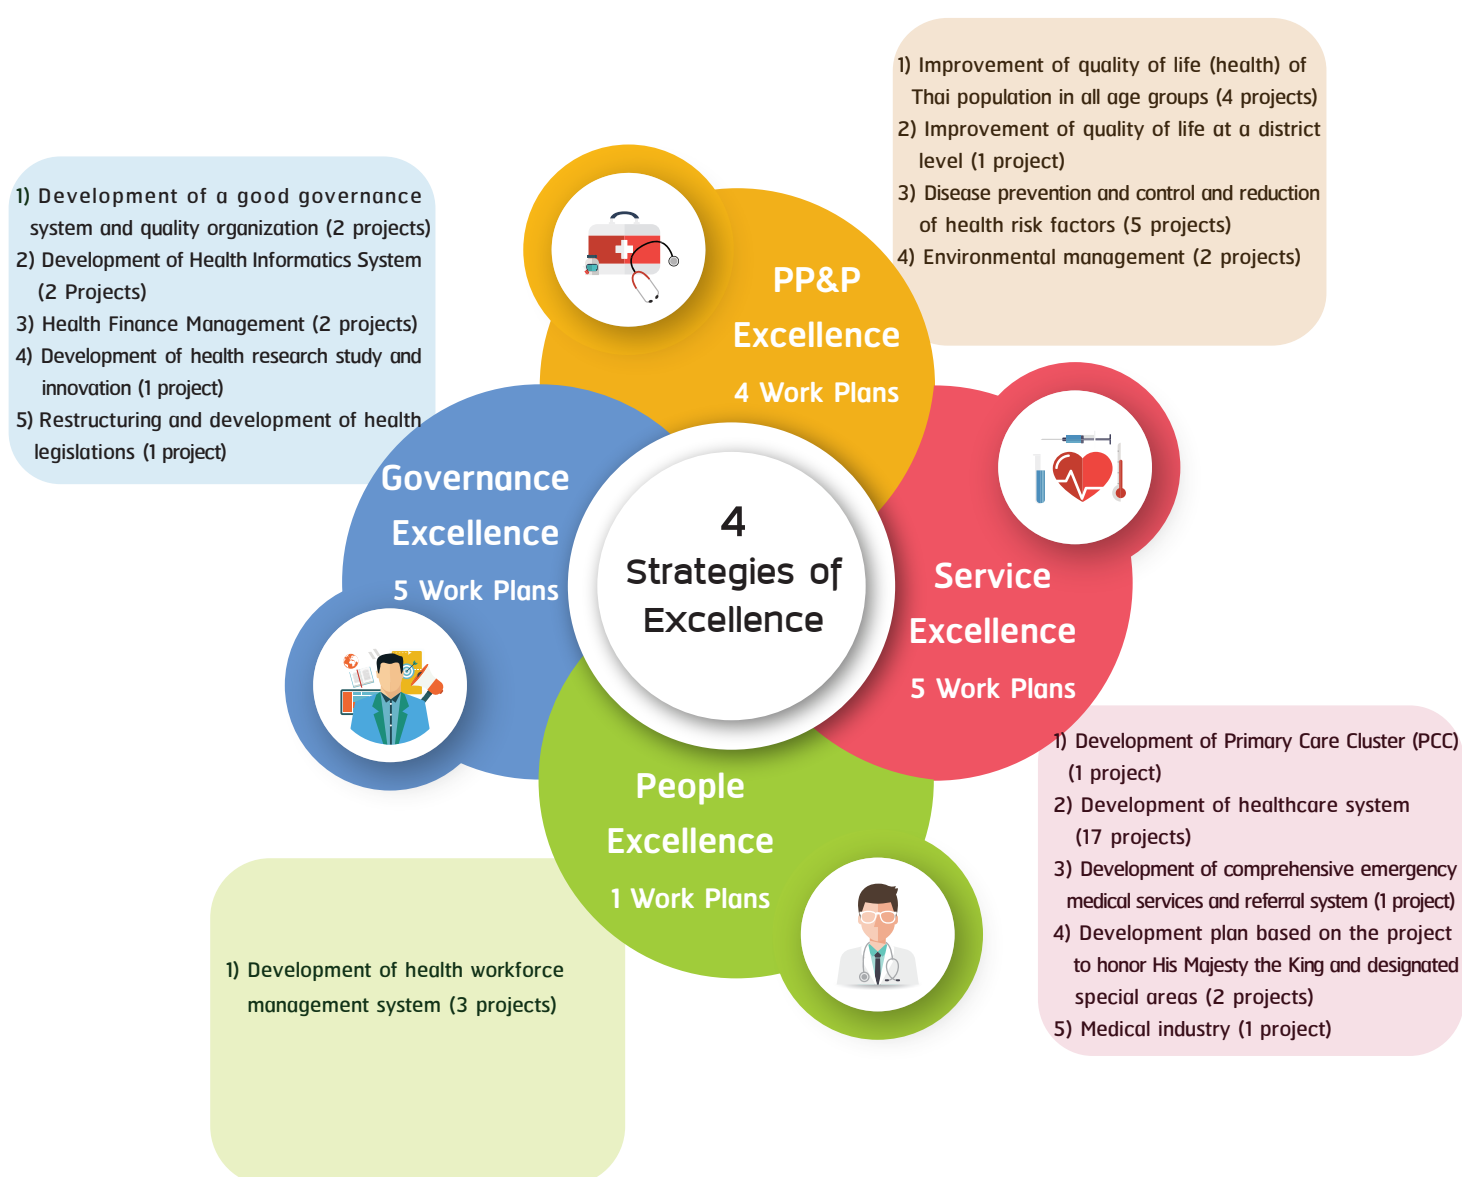 1) Improvement of quality of life (health) of
Thai population in all age groups (4 projects)
2) Improvement of quality of life at a district
level (1 project)
3) Disease prevention and control and reduction
of health risk factors (5 projects)
4) Environmental management (2 projects)
1) Development of a good governance
system and quality organization (2 projects)
2) Development of Health Informatics System
(2 Projects)
3) Health Finance Management (2 projects)
4) Development of health research study and
innovation (1 project)
5) Restructuring and development of health
legislations (1 project)
PP&P
Excellence
4 Work Plans
Governance
Excellence
5 Work Plans
4
Strategies of
Excellence
Service
Excellence
5 Work Plans
People
Excellence
1 Work Plans
1) Development of Primary Care Cluster (PCC)
(1 project)
2) Development of healthcare system
(17 projects)
3) Development of comprehensive emergency
medical services and referral system (1 project)
4) Development plan based on the project
to honor His Majesty the King and designated
special areas (2 projects)
5) Medical industry (1 project)
1) Development of health workforce
management system (3 projects)